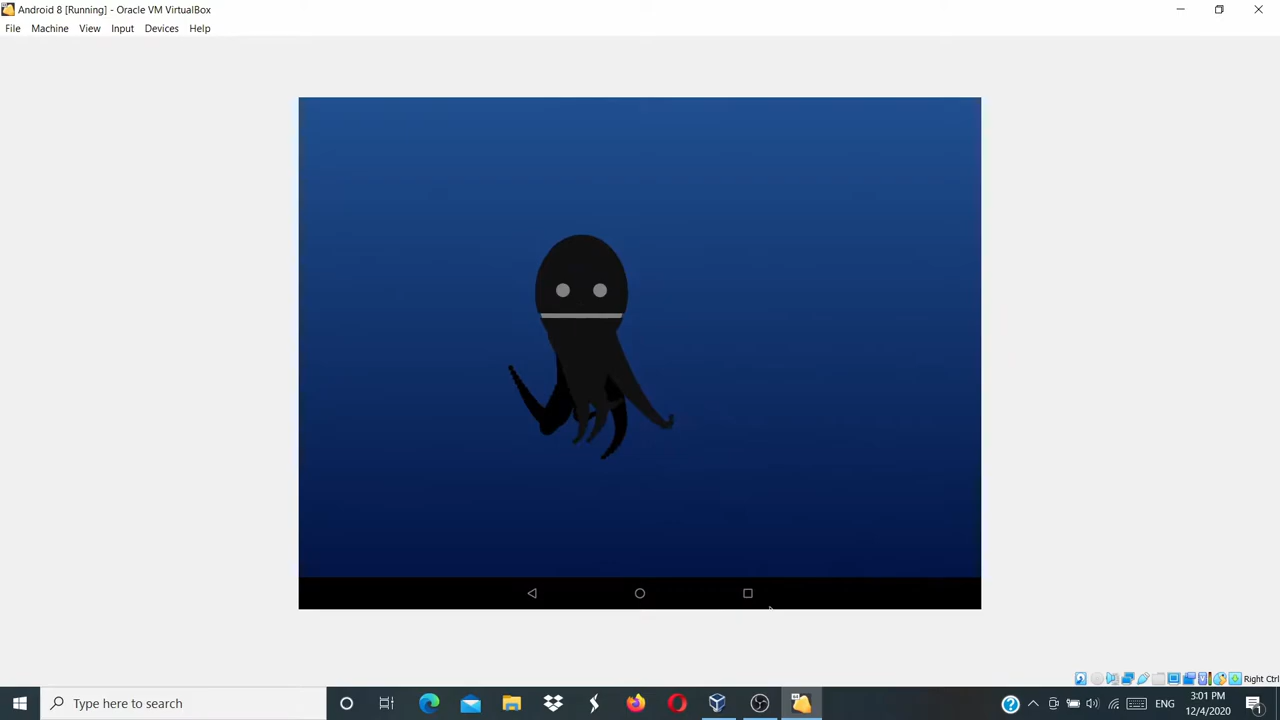 Android 8 [Running] - Oracle VM VirtualBox
File Machine View Input Devices Help
Right Ctrl
Type here to search
ENG
3:01 PM
12/4/2020
1